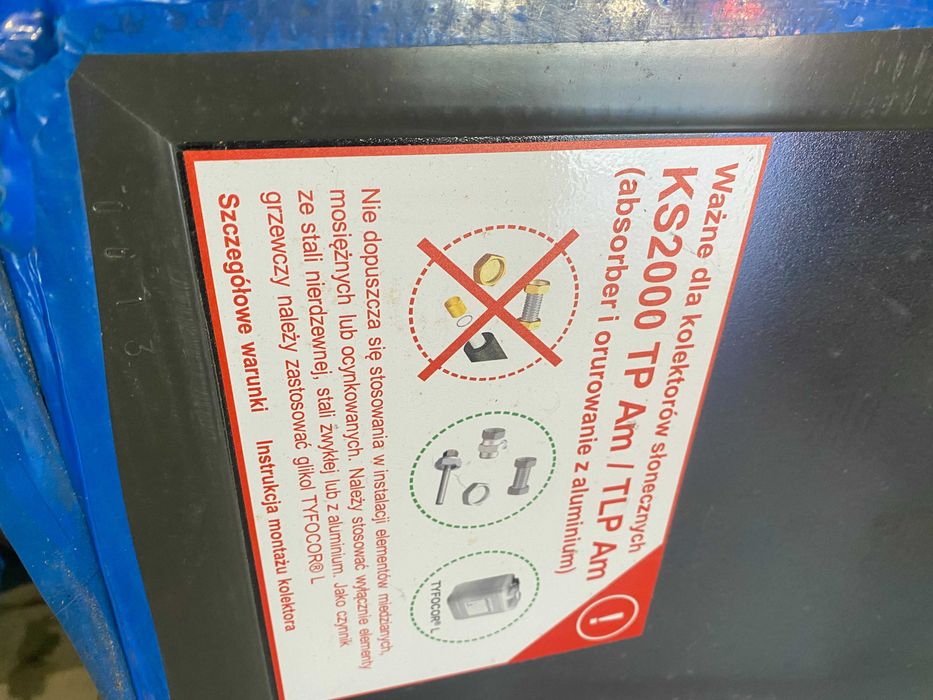 Ważne dla kolektorów słonecznych
KS2000 TP Am / TLP Am
(absorber i orurowanie z aluminium)
!
TYFOCOR® L
Nie dopuszcza się stosowania w instalacji elementów miedzianych,
mosiężnych lub ocynkowanych. Należy stosować wyłącznie elementy
ze stali nierdzewnej, stali zwykłej lub z aluminium. Jako czynnik
grzewczy należy zastosować glikol TYFOCOR® L
Szczegółowe warunki Instrukcja montażu kolektora